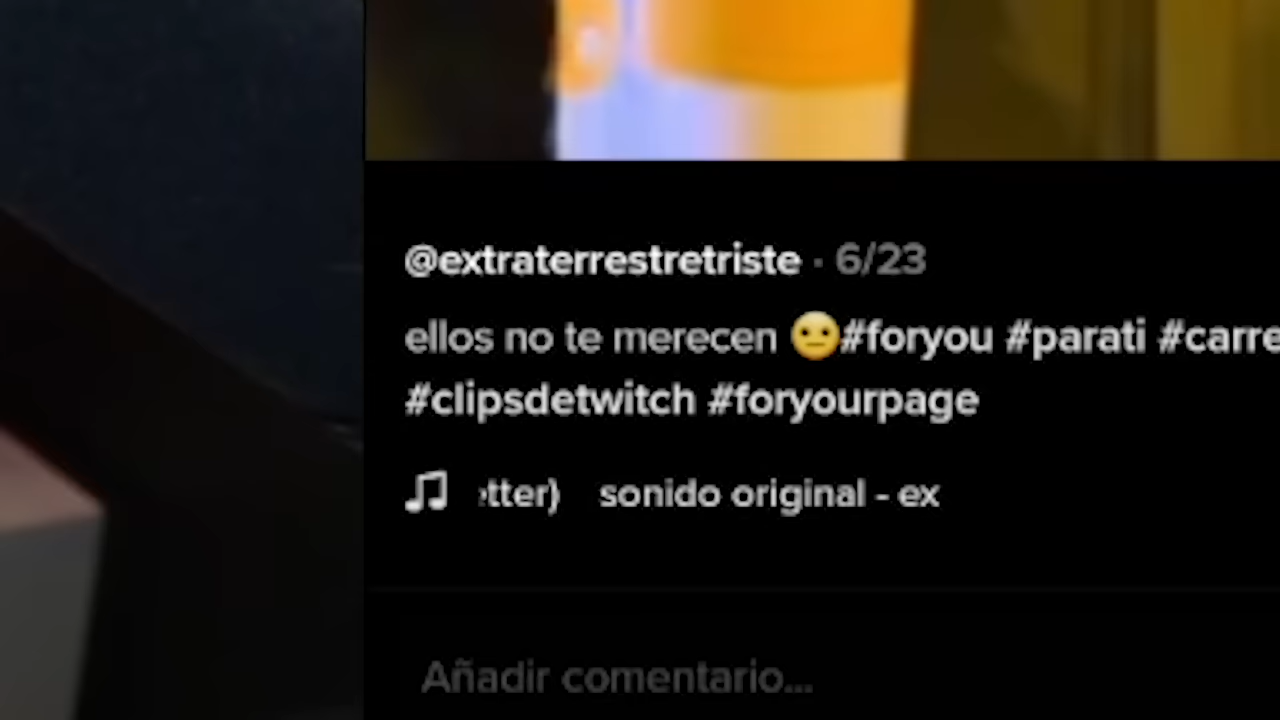 @extraterrestretriste · 6/23
ellos no te merecen 😐#foryou #parati #carre
#clipsdetwitch #foryourpage
tter) sonido original - ex
Añadir comentario...